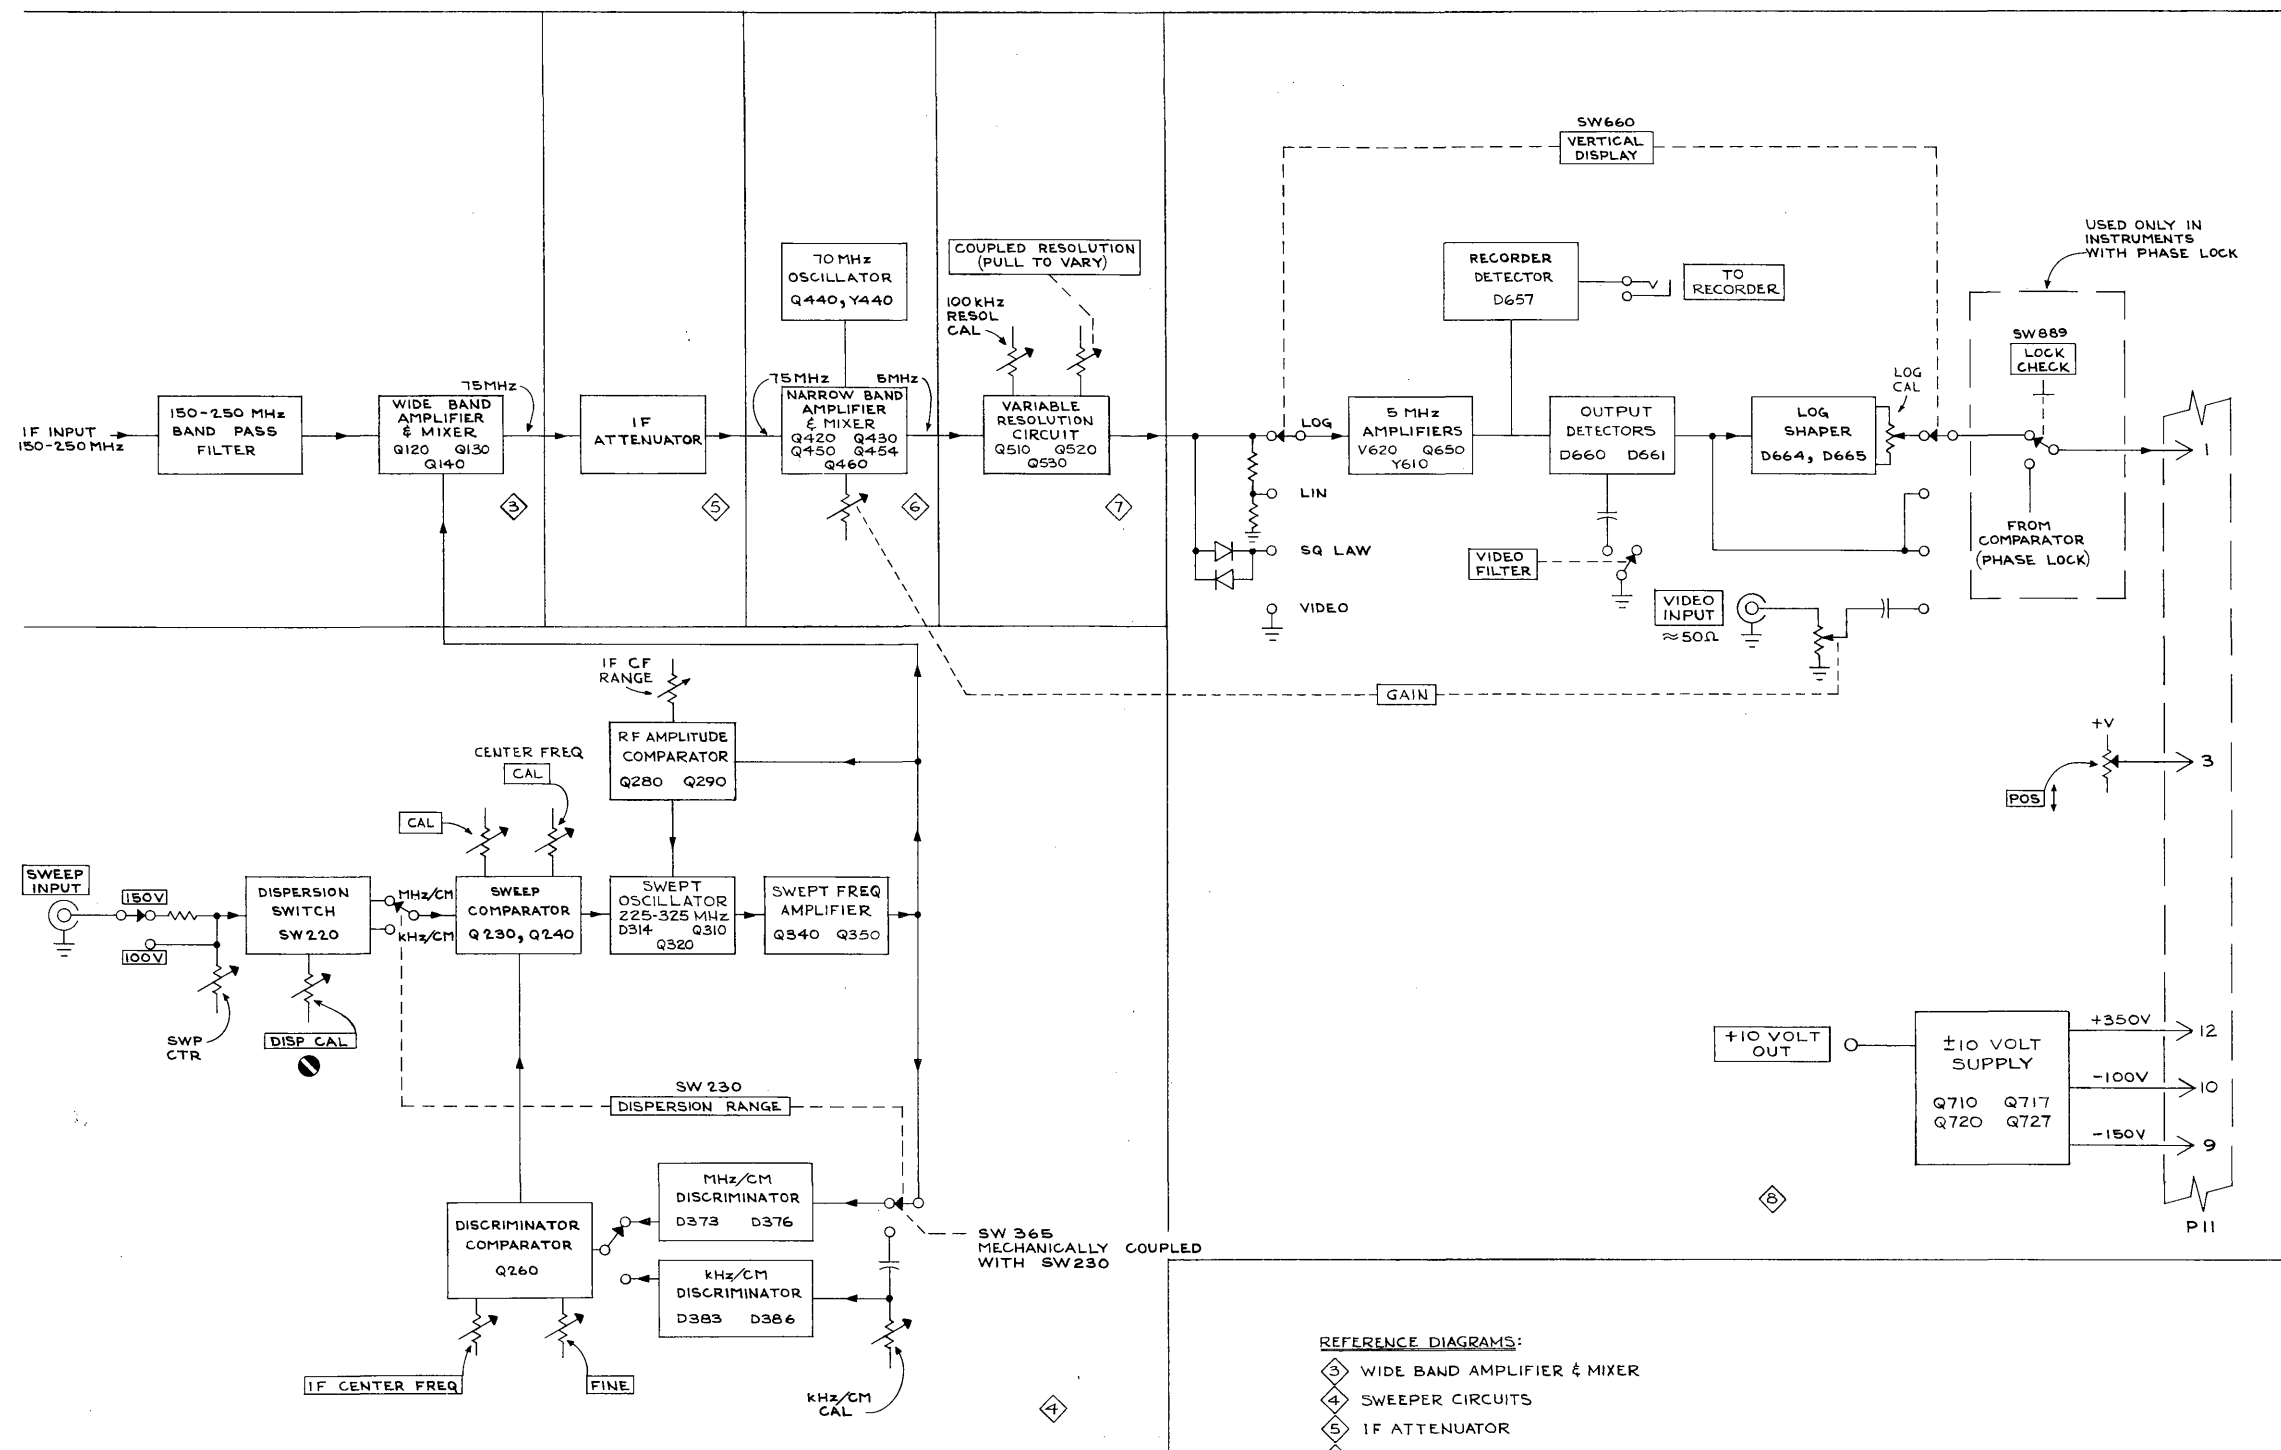 SW660
VERTICAL
DISPLAY
USED ONLY IN
INSTRUMENTS
WITH PHASE LOCK
70 MHz
OSCILLATOR
Q440, Y440
COUPLED RESOLUTION
(PULL TO VARY)
100 kHz
RESOL
CAL
RECORDER
DETECTOR
D657
TO
RECORDER
SW889
LOCK
CHECK
LOG
CAL
IF INPUT
150-250 MHz
150-250 MHz
BAND PASS
FILTER
WIDE BAND
AMPLIFIER
& MIXER
Q120 Q130
Q140
75MHz
IF
ATTENUATOR
75MHz
NARROW BAND
AMPLIFIER
& MIXER
Q420 Q430
Q450 Q454
Q460
5MHz
VARIABLE
RESOLUTION
CIRCUIT
Q510 Q520
Q530
LOG
LIN
SQ LAW
VIDEO
5 MHz
AMPLIFIERS
V620 Q650
Y610
OUTPUT
DETECTORS
D660 D661
LOG
SHAPER
D664, D665
1
3
5
6
7
FROM
COMPARATOR
(PHASE LOCK)
VIDEO
FILTER
VIDEO
INPUT
≈50Ω
GAIN
IF CF
RANGE
RF AMPLITUDE
COMPARATOR
Q280 Q290
CENTER FREQ
CAL
CAL
+V
3
POS
SWEEP
INPUT
150V
100V
DISPERSION
SWITCH
SW220
MHz/CM
kHz/CM
SWEEP
COMPARATOR
Q230, Q240
SWEPT
OSCILLATOR
225-325 MHz
D314 Q310
Q320
SWEPT FREQ
AMPLIFIER
Q340 Q350
SWP
CTR
DISP CAL
SW 230
DISPERSION RANGE
+10 VOLT
OUT
±10 VOLT
SUPPLY
Q710 Q717
Q720 Q727
+350V
12
-100V
10
-150V
9
P11
8
DISCRIMINATOR
COMPARATOR
Q260
MHz/CM
DISCRIMINATOR
D373 D376
kHz/CM
DISCRIMINATOR
D383 D386
SW 365
MECHANICALLY COUPLED
WITH SW230
IF CENTER FREQ
FINE
kHz/CM
CAL
4
REFERENCE DIAGRAMS:
3 WIDE BAND AMPLIFIER & MIXER
4 SWEEPER CIRCUITS
5 IF ATTENUATOR